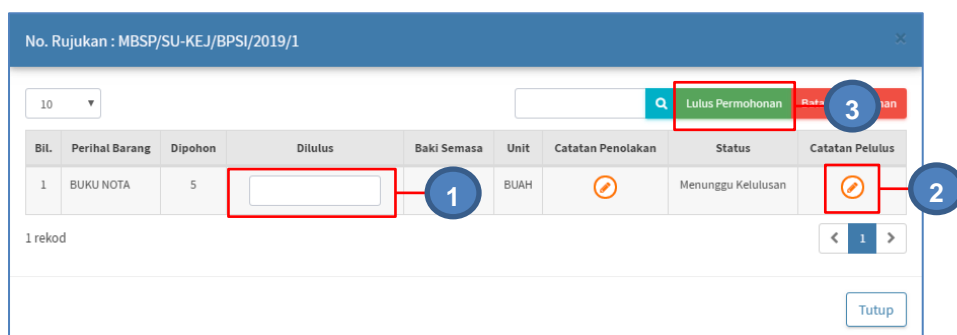 No. Rujukan : MBSP/SU-KEJ/BPSI/2019/1
10 Lulus Permohonan 3
Bil. Perihal Barang Dipohon Dilulus Baki Semasa Unit Catatan Penolakan Status Catatan Pelulus
1 BUKU NOTA 5 1 BUAH Menunggu Kelulusan 2
1 rekod 1
Tutup